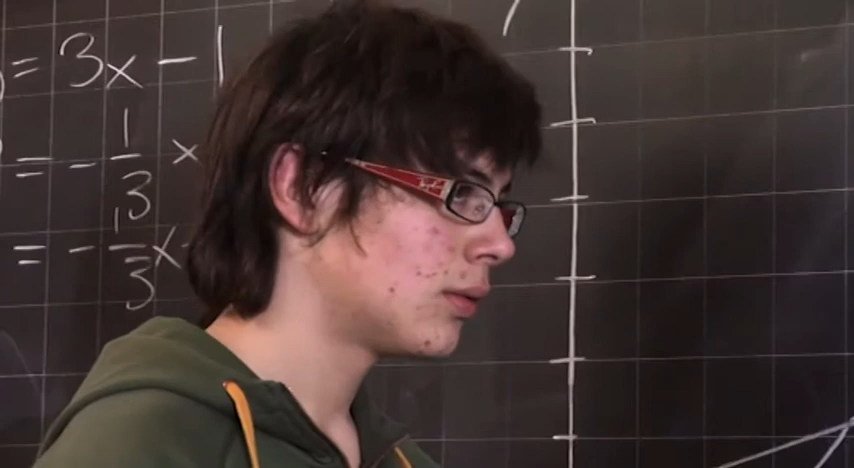 = 3x - 1
= - 1/3 x
= - 1/3 x